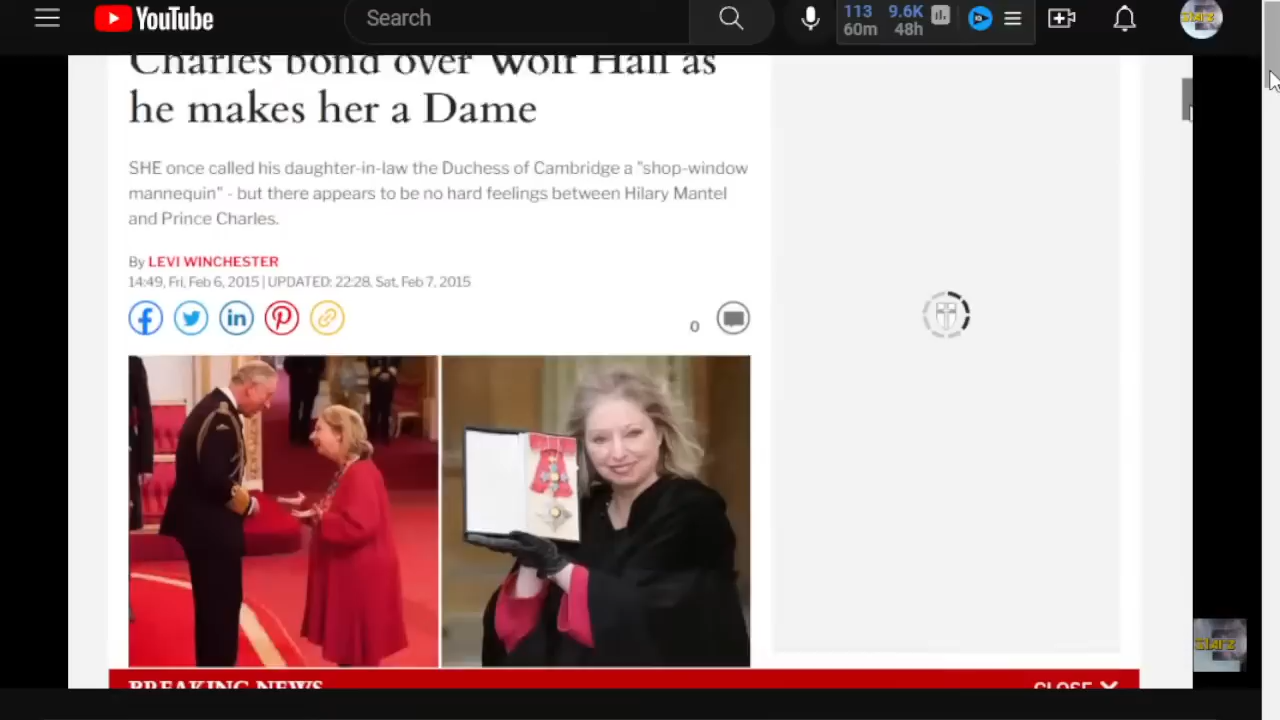 YouTube
Search
113 9.6K
60m 48h
Charles bond over Wolf Hall as
he makes her a Dame
SHE once called his daughter-in-law the Duchess of Cambridge a "shop-window
mannequin" - but there appears to be no hard feelings between Hilary Mantel
and Prince Charles.
By LEVI WINCHESTER
14:49, Fri, Feb 6, 2015 | UPDATED: 22:28, Sat, Feb 7, 2015
0
BREAKING NEWS
CLOSE